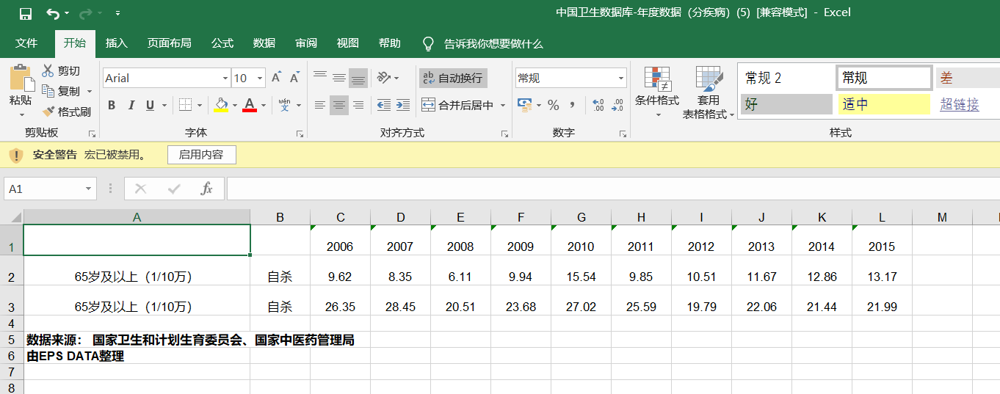 中国卫生数据库-年度数据（分疾病）(5) [兼容模式] - Excel
文件 开始 插入 页面布局 公式 数据 审阅 视图 帮助 告诉我你想要做什么
粘贴 剪切 复制 格式刷 剪贴板
Arial 10 A A B I U A wén 文 字体
自动换行 合并后居中 对齐方式
常规 % , .0 .00 .00 .0 数字
条件格式 套用 表格格式
常规 2 常规 差
好 适中 超链接
样式
安全警告 宏已被禁用。 启用内容
A1 fx
A B C D E F G H I J K L M
1 2006 2007 2008 2009 2010 2011 2012 2013 2014 2015
2 65岁及以上（1/10万） 自杀 9.62 8.35 6.11 9.94 15.54 9.85 10.51 11.67 12.86 13.17
3 65岁及以上（1/10万） 自杀 26.35 28.45 20.51 23.68 27.02 25.59 19.79 22.06 21.44 21.99
4
5 数据来源： 国家卫生和计划生育委员会、国家中医药管理局
6 由EPS DATA整理
7
8